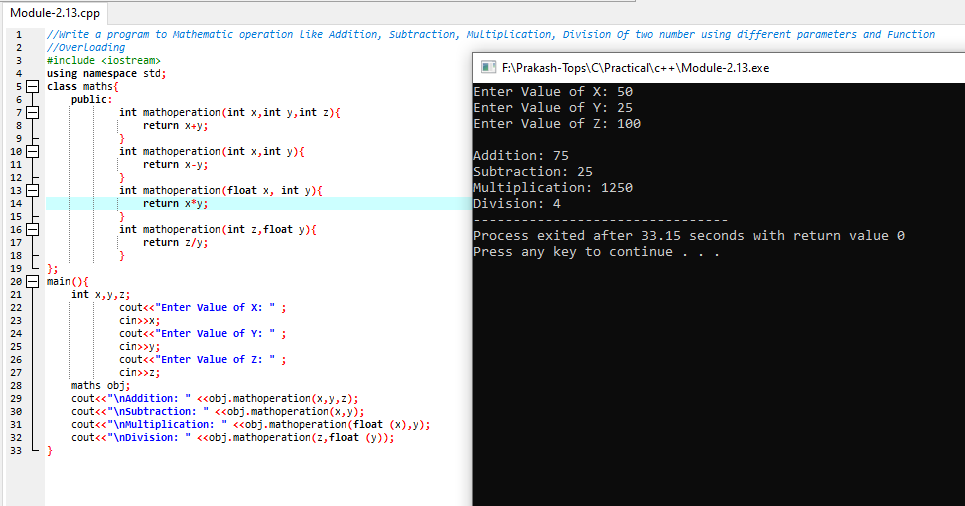 Module-2.13.cpp
1 //Write a program to Mathematic operation like Addition, Subtraction, Multiplication, Division Of two number using different parameters and Function
2 //Overloading
3 #include <iostream>
4 using namespace std;
5 class maths{
6 public:
7 int mathoperation(int x,int y,int z){
8 return x+y;
9 }
10 int mathoperation(int x,int y){
11 return x-y;
12 }
13 int mathoperation(float x, int y){
14 return x*y;
15 }
16 int mathoperation(int z,float y){
17 return z/y;
18 }
19 };
20 main(){
21 int x,y,z;
22 cout<<"Enter Value of X: " ;
23 cin>>x;
24 cout<<"Enter Value of Y: " ;
25 cin>>y;
26 cout<<"Enter Value of Z: " ;
27 cin>>z;
28 maths obj;
29 cout<<"\nAddition: " <<obj.mathoperation(x,y,z);
30 cout<<"\nSubtraction: " <<obj.mathoperation(x,y);
31 cout<<"\nMultiplication: " <<obj.mathoperation(float (x),y);
32 cout<<"\nDivision: " <<obj.mathoperation(z,float (y));
33 }
F:\Prakash-Tops\C\Practical\c++\Module-2.13.exe
Enter Value of X: 50
Enter Value of Y: 25
Enter Value of Z: 100
Addition: 75
Subtraction: 25
Multiplication: 1250
Division: 4
--------------------------------
Process exited after 33.15 seconds with return value 0
Press any key to continue . . .